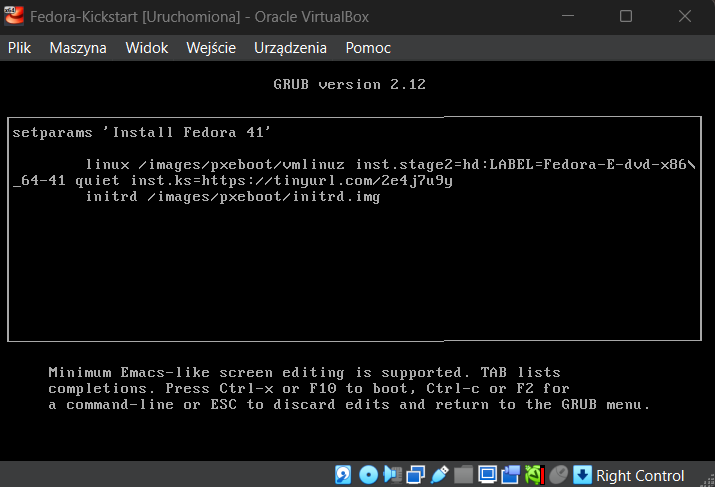 Fedora-Kickstart [Uruchomiona] - Oracle VirtualBox
Plik Maszyna Widok Wejście Urządzenia Pomoc
GRUB version 2.12
setparams 'Install Fedora 41'
linux /images/pxeboot/vmlinuz inst.stage2=hd:LABEL=Fedora-E-dvd-x86\
_64-41 quiet inst.ks=https://tinyurl.com/2e4j7u9y
initrd /images/pxeboot/initrd.img
Minimum Emacs-like screen editing is supported. TAB lists
completions. Press Ctrl-x or F10 to boot, Ctrl-c or F2 for
a command-line or ESC to discard edits and return to the GRUB menu.
Right Control